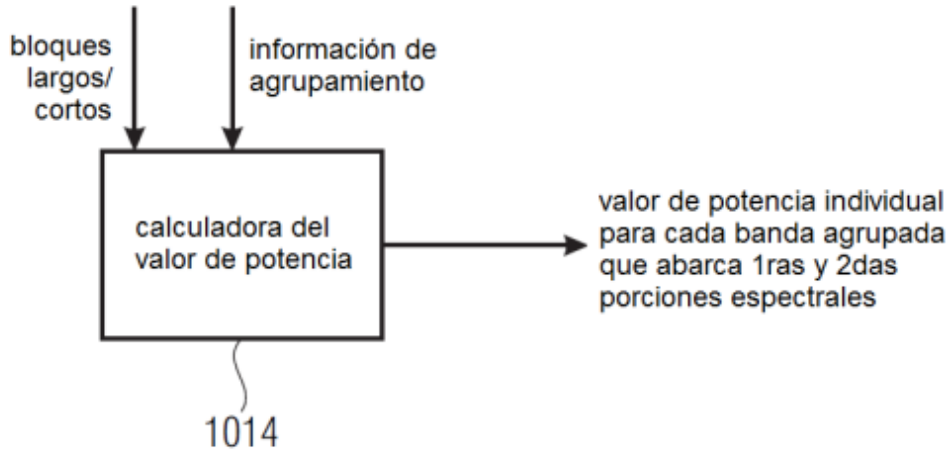 bloques
largos/
cortos
información de
agrupamiento
calculadora del
valor de potencia
valor de potencia individual
para cada banda agrupada
que abarca 1ras y 2das
porciones espectrales
1014